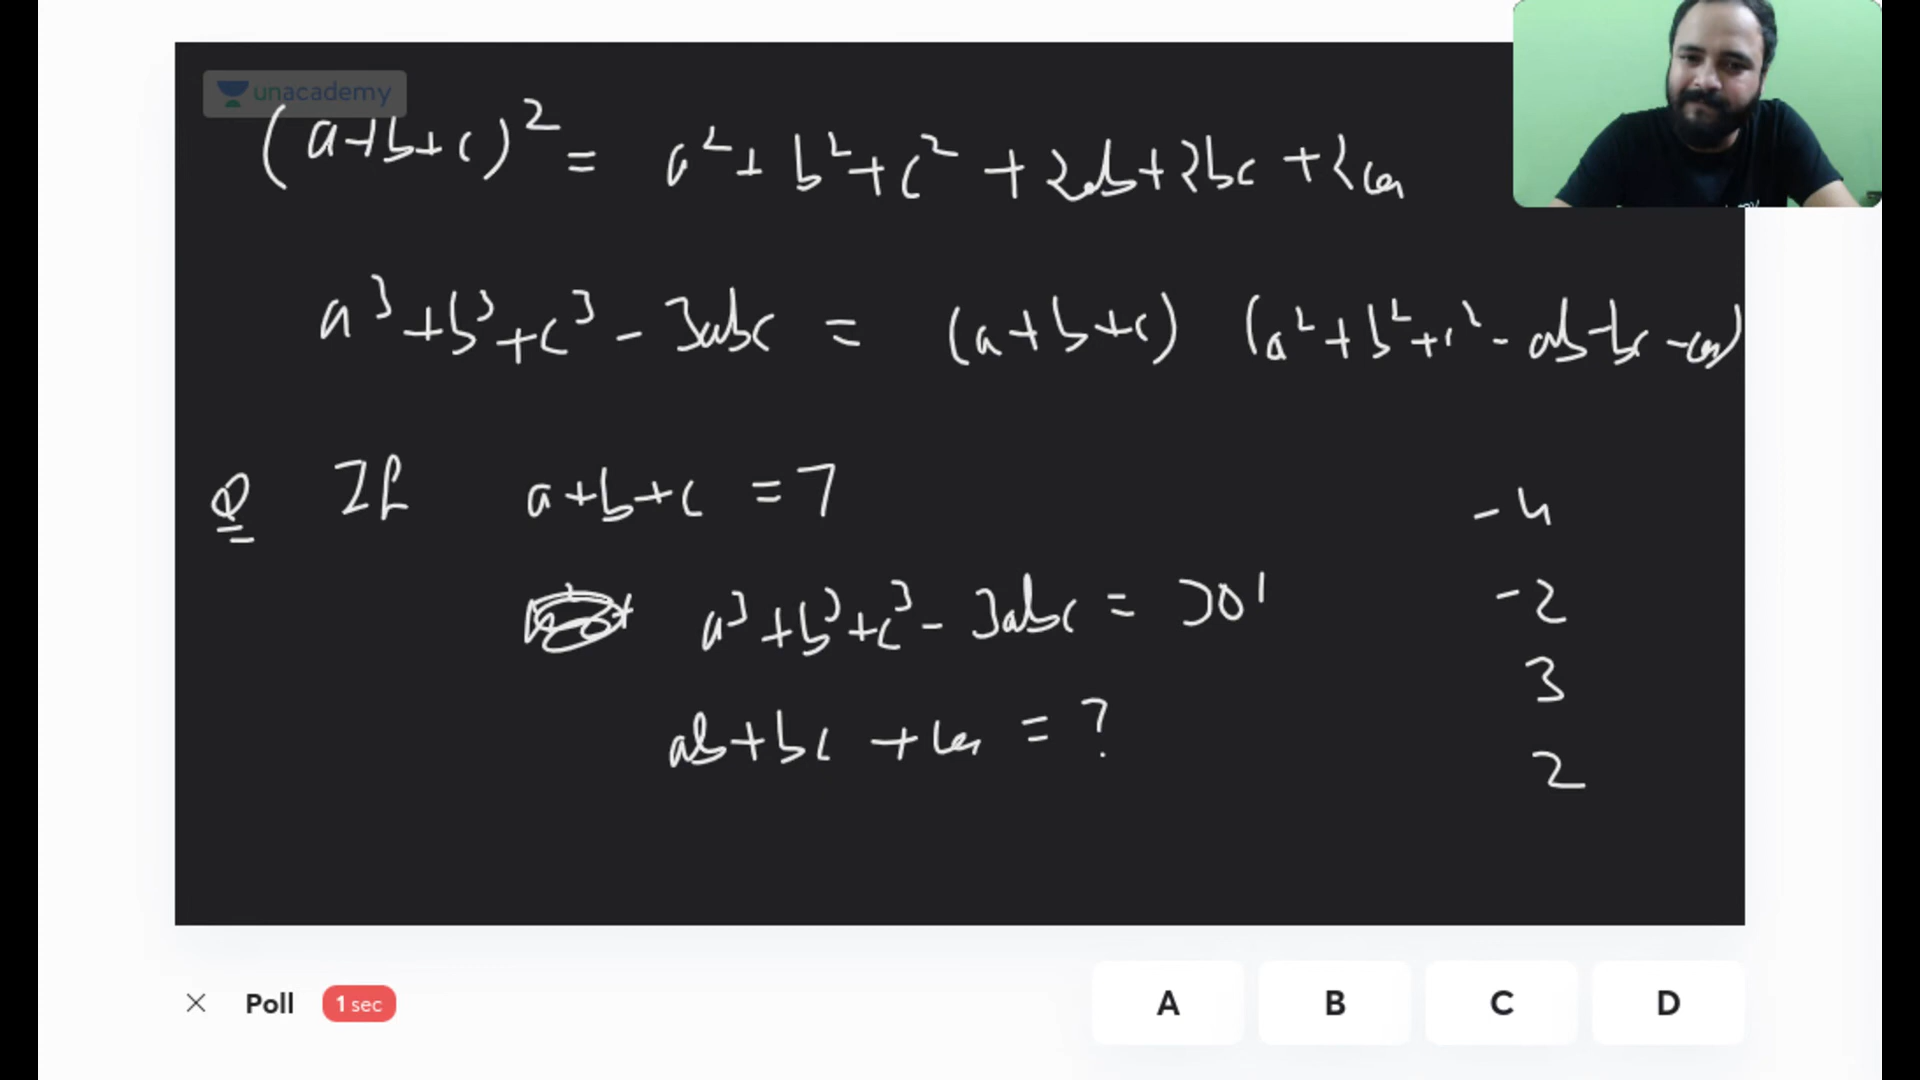 unacademy
(a+b+c)² = a² + b² + c² + 2ab + 2bc + 2ca
a³ + b³ + c³ - 3abc = (a+b+c) (a² + b² + c² - ab - bc - ca)
Q If a+b+c = 7
a³ + b³ + c³ - 3abc = 301
ab + bc + ca = ?
-4
-2
3
2
Poll 1 sec A B C D